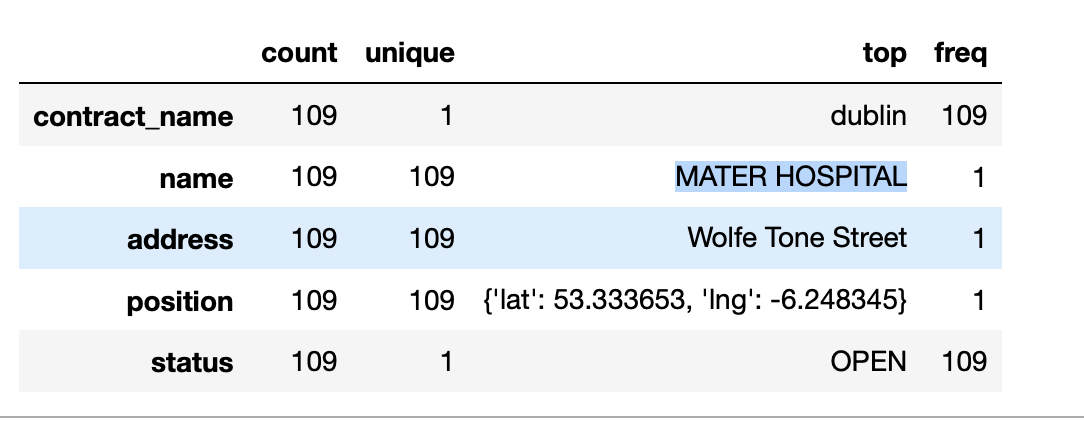 count unique top freq
contract_name 109 1 dublin 109
name 109 109 MATER HOSPITAL 1
address 109 109 Wolfe Tone Street 1
position 109 109 {'lat': 53.333653, 'lng': -6.248345} 1
status 109 1 OPEN 109